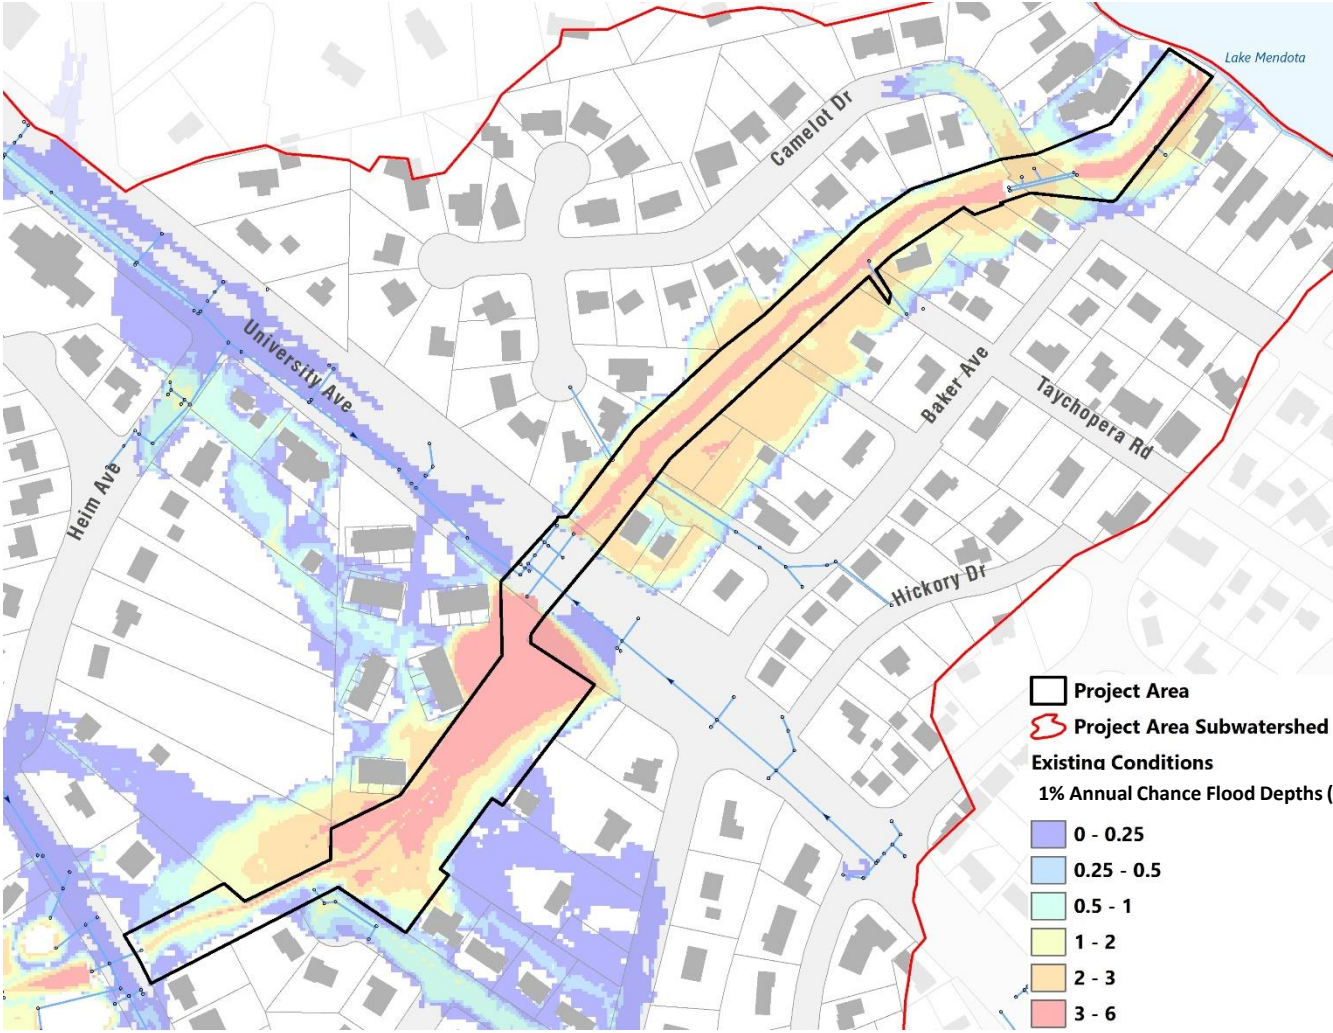 Lake Mendota
Camelot Dr
University Ave
Baker Ave
Taychopera Rd
Heim Ave
Hickory Dr
Project Area
Project Area Subwatershed
Existing Conditions
1% Annual Chance Flood Depths (
0 - 0.25
0.25 - 0.5
0.5 - 1
1 - 2
2 - 3
3 - 6